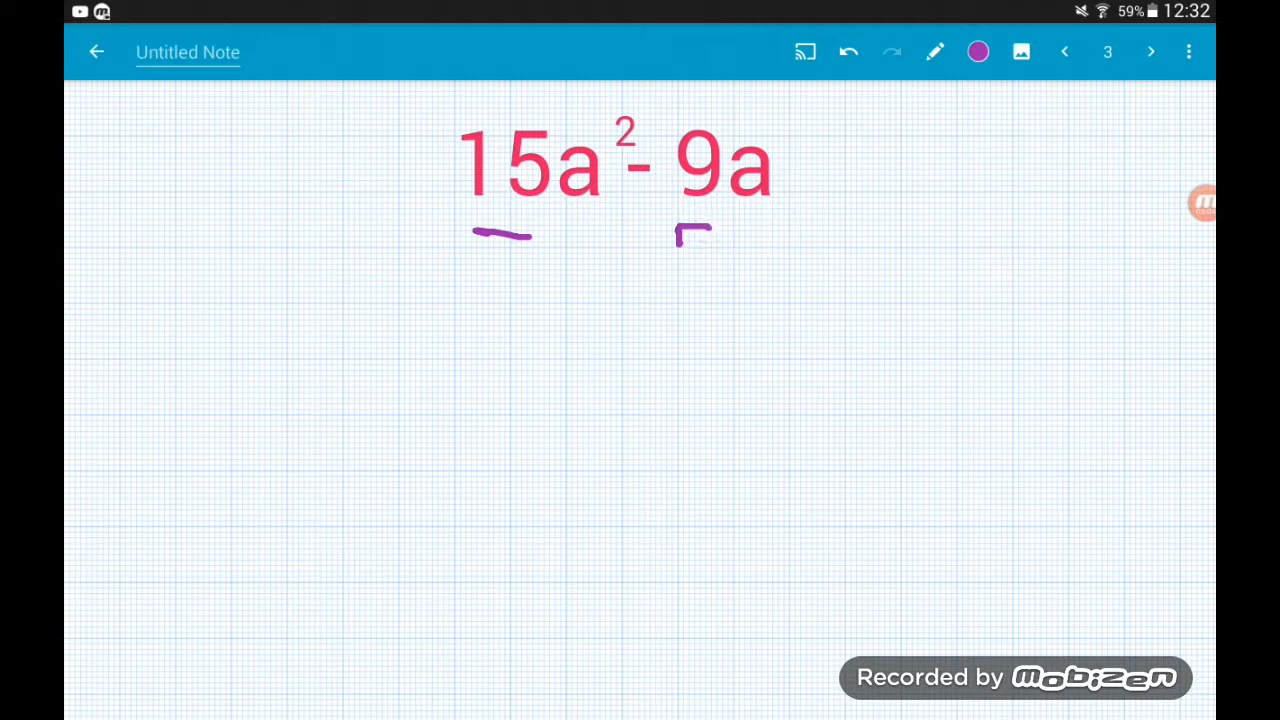 59% 12:32
Untitled Note 3
15a² - 9a
Recorded by mobizen